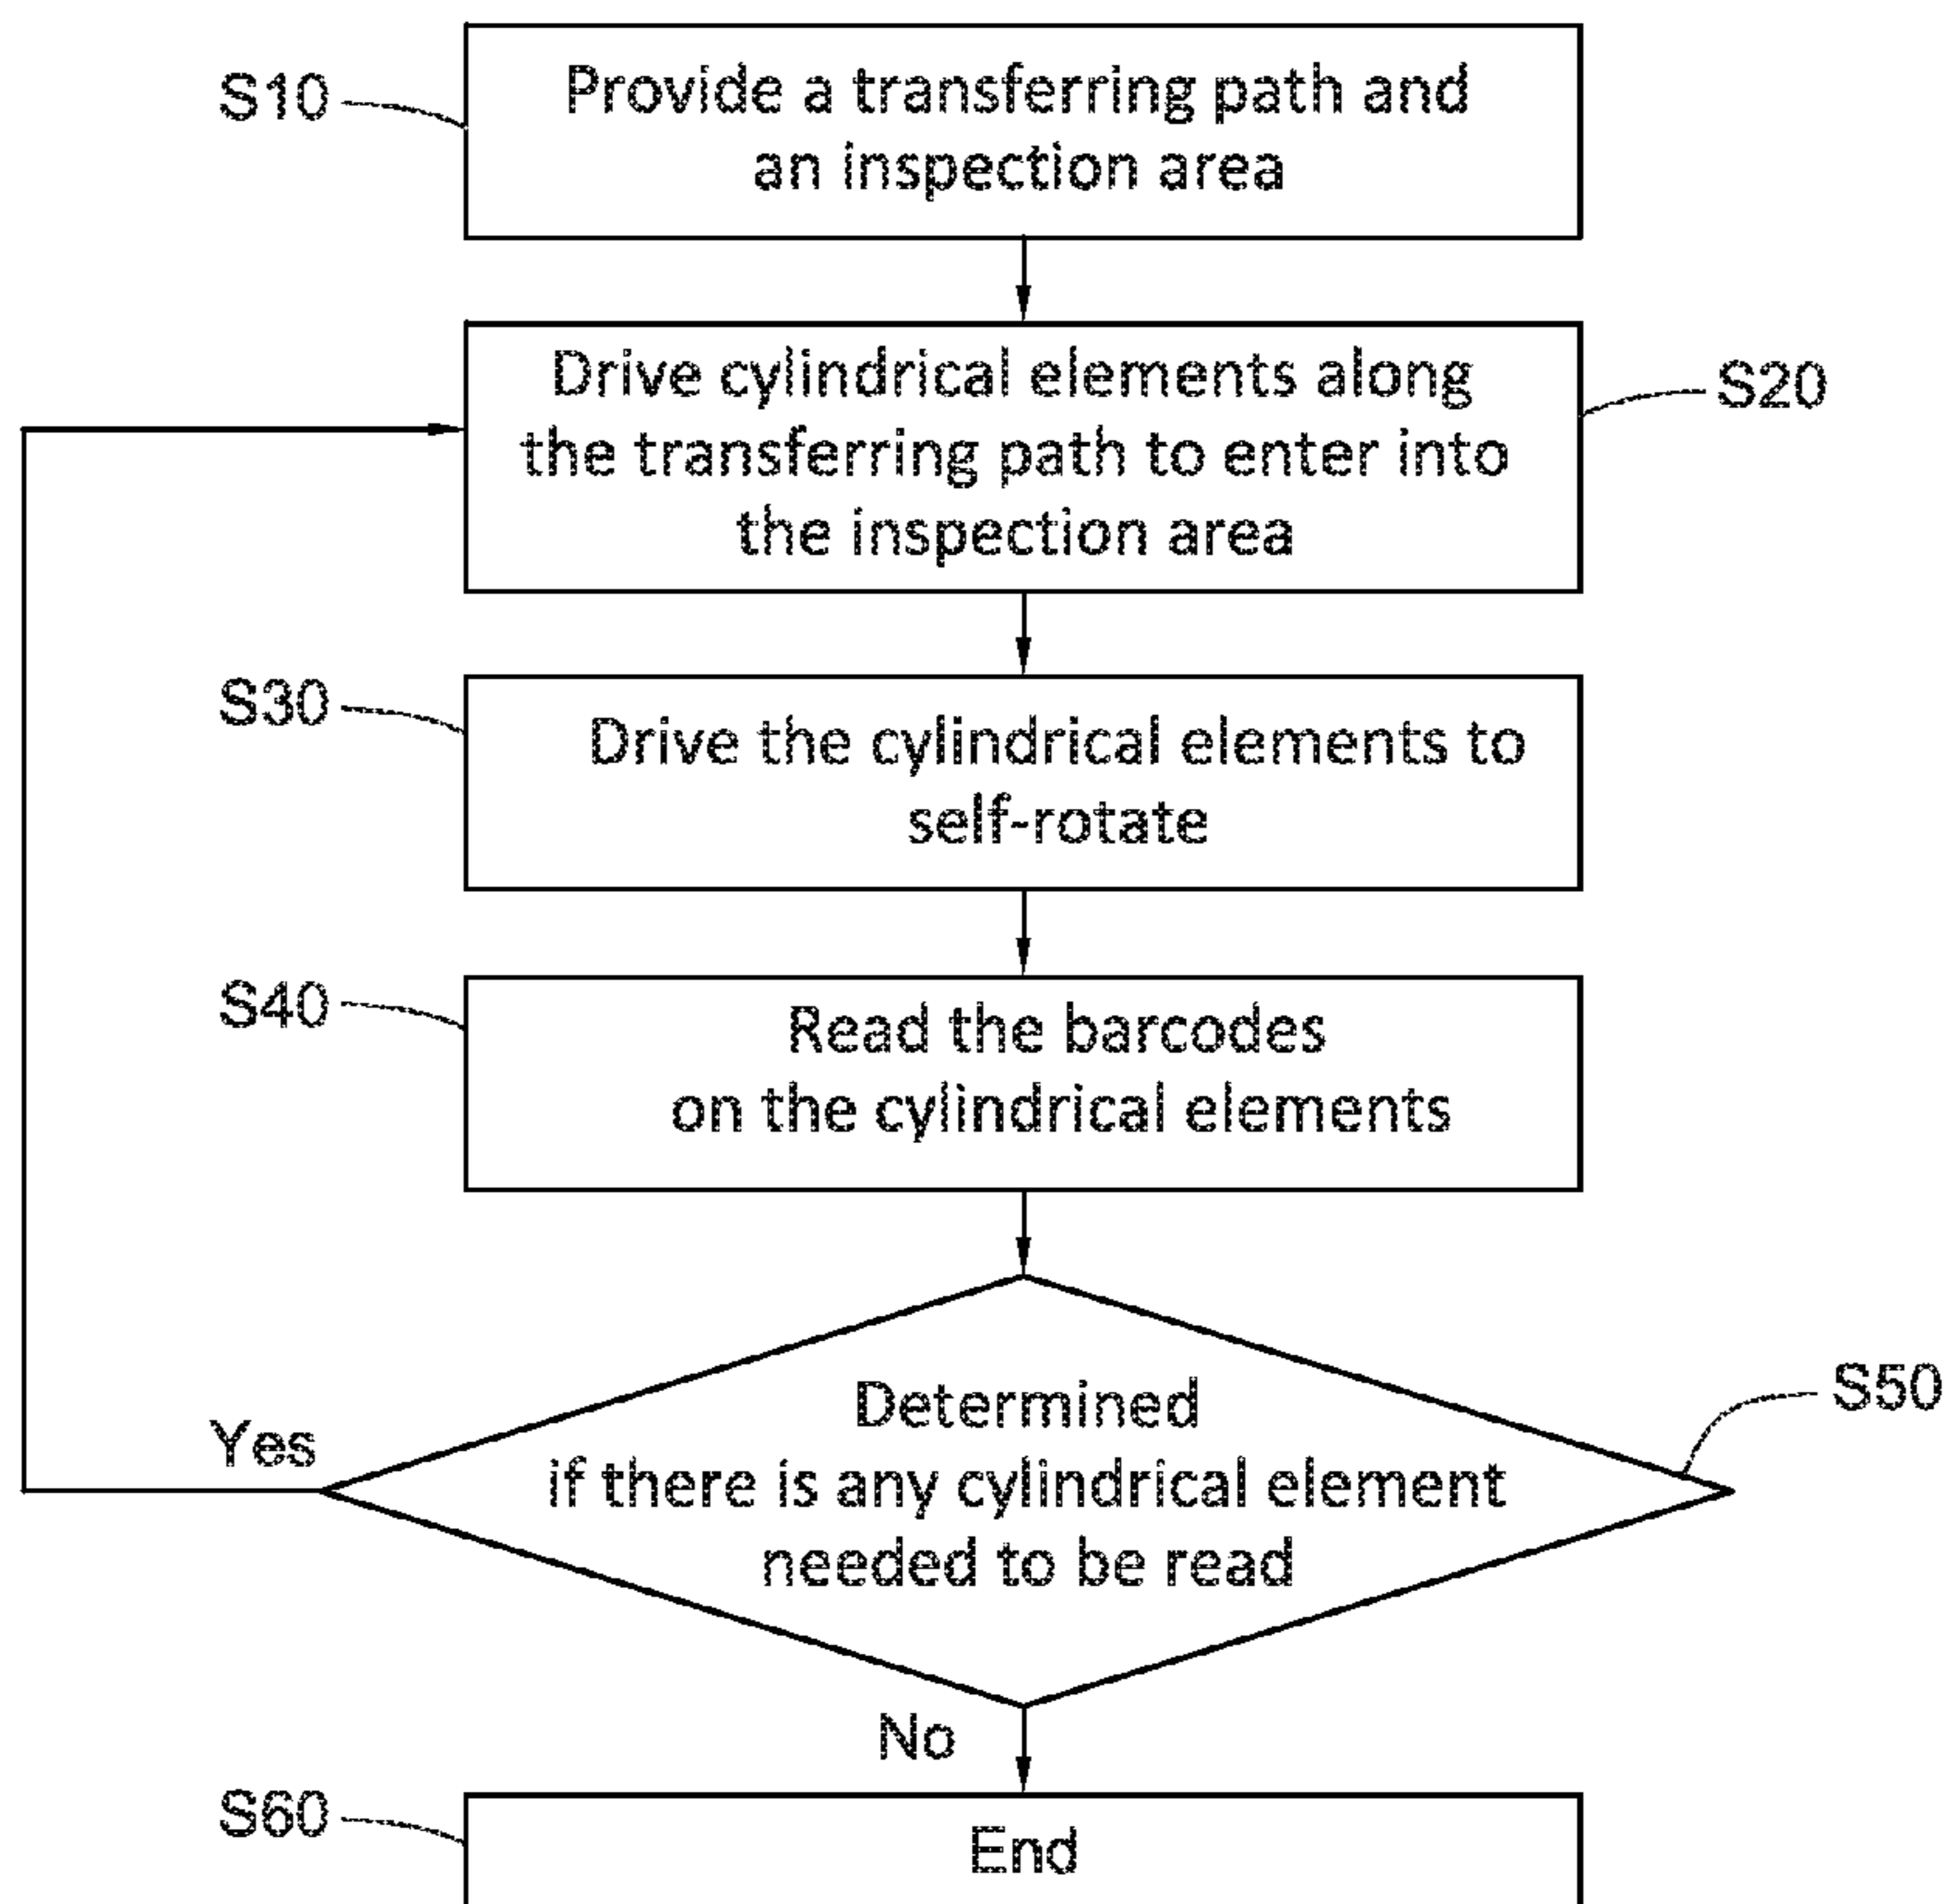 S10
Provide a transferring path and
an inspection area
Drive cylindrical elements along
the transferring path to enter into
the inspection area
S20
S30
Drive the cylindrical elements to
self-rotate
S40
Read the barcodes
on the cylindrical elements
Determined
if there is any cylindrical element
needed to be read
S50
Yes
No
S60
End